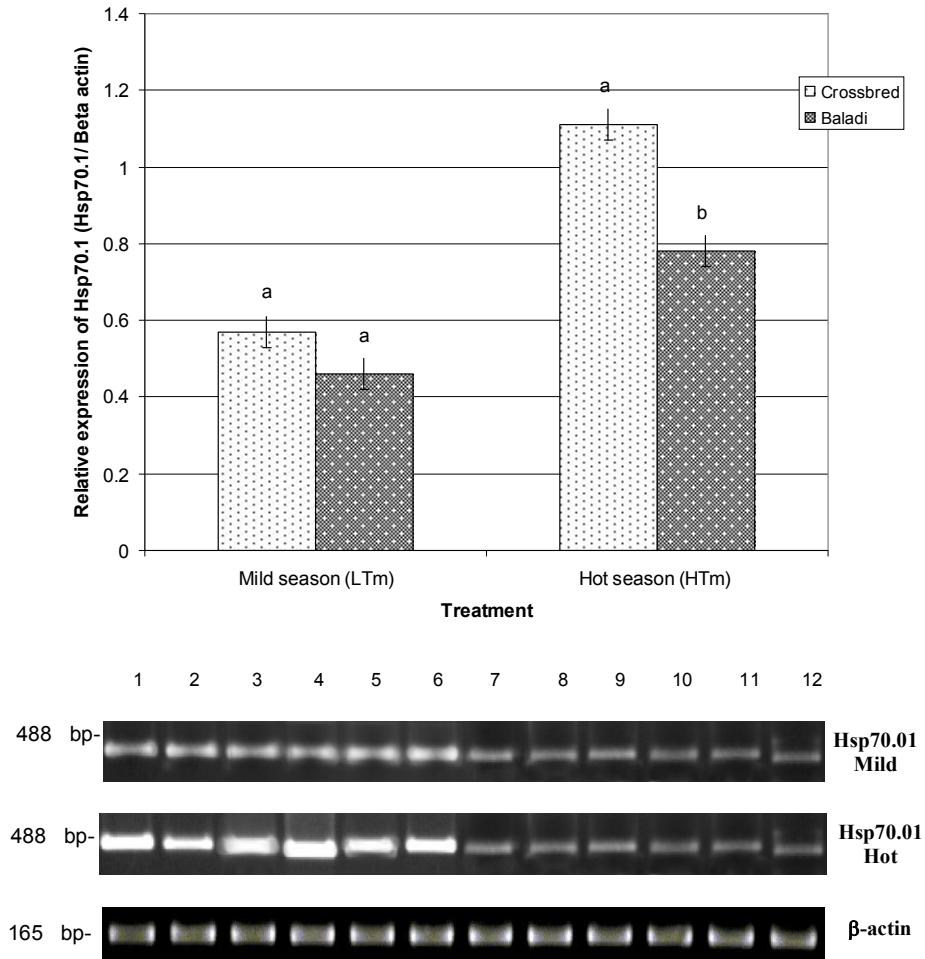 Relative expression of Hsp70.1 (Hsp70.1/ Beta actin)
1.4
1.2
1
0.8
0.6
0.4
0.2
0
a
a
a
b
Crossbred
Baladi
Mild season (LTm)
Hot season (HTm)
Treatment
1 2 3 4 5 6 7 8 9 10 11 12
488 bp-
Hsp70.01
Mild
488 bp-
Hsp70.01
Hot
165 bp-
β-actin